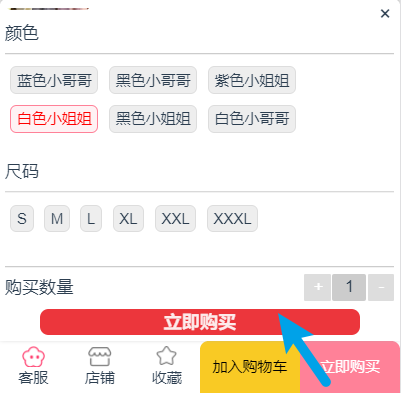 ×
颜色
蓝色小哥哥 黑色小哥哥 紫色小姐姐
白色小姐姐 黑色小姐姐 白色小哥哥
尺码
S M L XL XXL XXXL
购买数量 + 1 -
立即购买
客服 店铺 收藏 加入购物车 立即购买